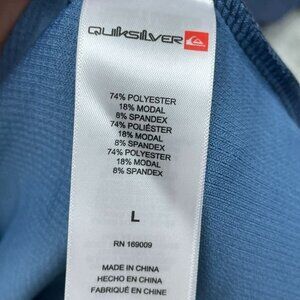 QUIKSILVER
74% POLYESTER
18% MODAL
8% SPANDEX
74% POLIÉSTER
18% MODAL
8% SPANDEX
74% POLYESTER
18% MODAL
8% SPANDEX
L
RN 169009
MADE IN CHINA
HECHO EN CHINA
FABRIQUÉ EN CHINE